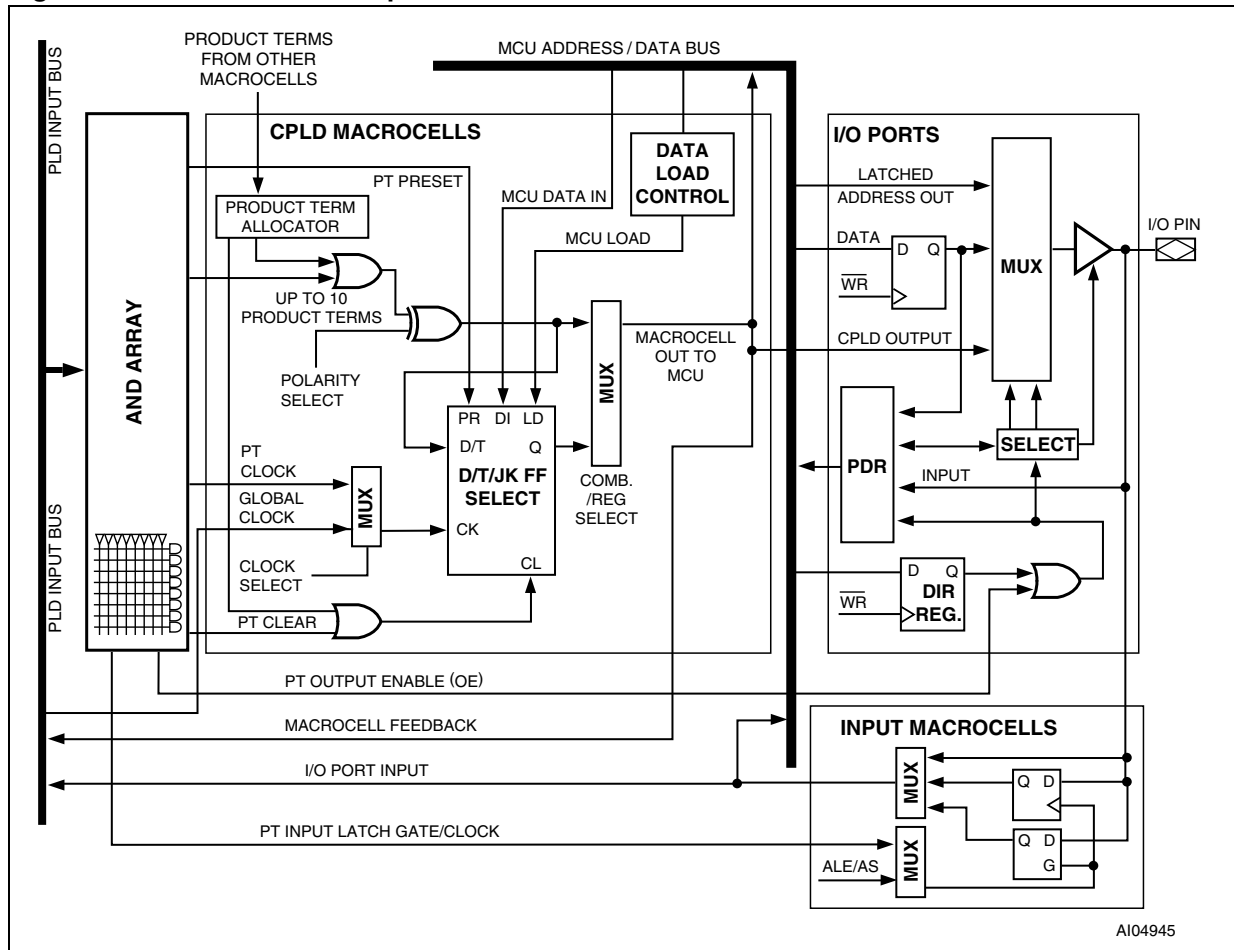 PRODUCT TERMS
FROM OTHER
MACROCELLS
MCU ADDRESS / DATA BUS
PLD INPUT BUS
CPLD MACROCELLS
I/O PORTS
DATA
LOAD
CONTROL
PT PRESET
MCU DATA IN
LATCHED
ADDRESS OUT
I/O PIN
PRODUCT TERM
ALLOCATOR
MCU LOAD
DATA
D Q
MUX
WR
UP TO 10
PRODUCT TERMS
AND ARRAY
MACROCELL
OUT TO
MCU
CPLD OUTPUT
MUX
POLARITY
SELECT
PR DI LD
D/T Q
D/T/JK FF
SELECT
CK
CL
PT
CLOCK
GLOBAL
CLOCK
MUX
COMB.
/REG
SELECT
PDR
SELECT
INPUT
PLD INPUT BUS
CLOCK
SELECT
PT CLEAR
D Q
DIR
REG.
WR
PT OUTPUT ENABLE (OE)
MACROCELL FEEDBACK
INPUT MACROCELLS
I/O PORT INPUT
MUX
Q D
PT INPUT LATCH GATE/CLOCK
Q D
G
ALE/AS
MUX
AI04945